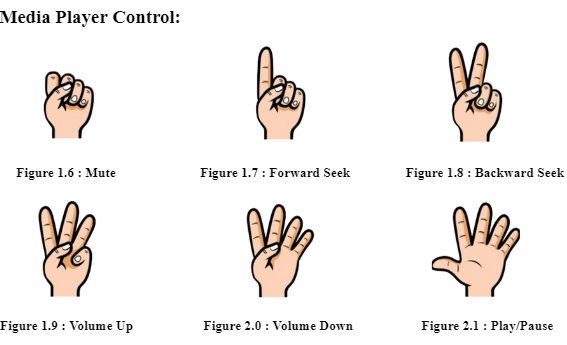 Media Player Control:
Figure 1.6 : Mute
Figure 1.7 : Forward Seek
Figure 1.8 : Backward Seek
Figure 1.9 : Volume Up
Figure 2.0 : Volume Down
Figure 2.1 : Play/Pause